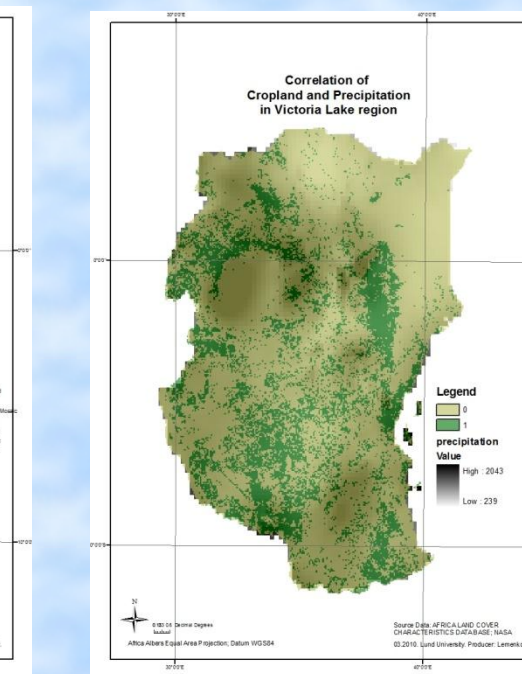 Correlation of
Cropland and Precipitation
in Victoria Lake region
Legend
0
1
precipitation
Value
High : 2043
Low : 239
N
Decimal Degrees
Africa Albers Equal Area Projection; Datum WGS84
Source Data: AFRICA LAND COVER
CHARACTERISTICS DATABASE; NASA
03.2010. Lund University. Producer: